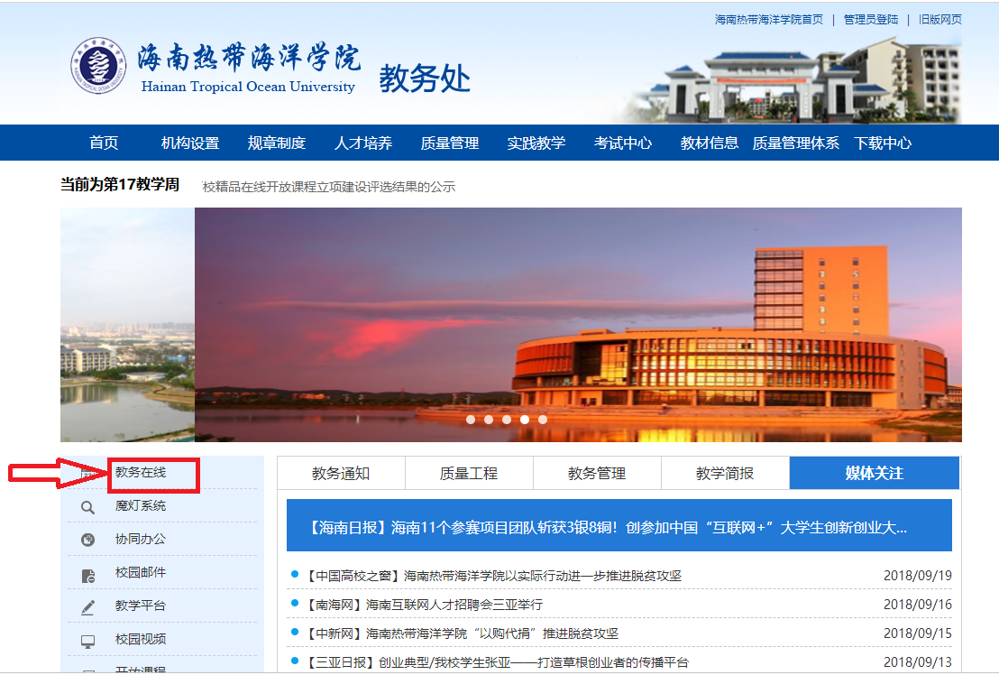 海南热带海洋学院首页 | 管理员登陆 | 旧版网页
海南热带海洋学院
Hainan Tropical Ocean University
教务处
首页 机构设置 规章制度 人才培养 质量管理 实践教学 考试中心 教材信息 质量管理体系 下载中心
当前为第17教学周 校精品在线开放课程立项建设评选结果的公示
教务在线
魔灯系统
协同办公
校园邮件
教学平台
校园视频
开放课程
教务通知 质量工程 教务管理 教学简报 媒体关注
【海南日报】海南11个参赛项目团队斩获3银8铜！创参加中国“互联网+”大学生创新创业大...
【中国高校之窗】海南热带海洋学院以实际行动进一步推进脱贫攻坚 2018/09/19
【南海网】海南互联网人才招聘会三亚举行 2018/09/16
【中新网】海南热带海洋学院“以购代捐”推进脱贫攻坚 2018/09/15
【三亚日报】创业典型/我校学生张亚——打造草根创业者的传播平台 2018/09/13